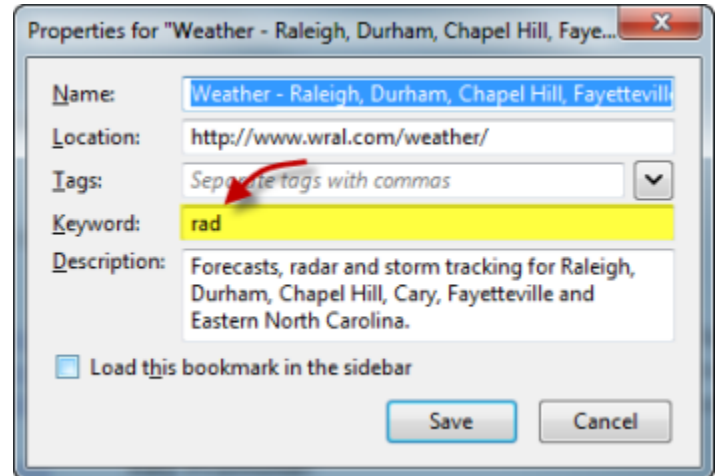 Properties for "Weather - Raleigh, Durham, Chapel Hill, Faye...
Name: Weather - Raleigh, Durham, Chapel Hill, Fayettevill
Location: http://www.wral.com/weather/
Tags: Separate tags with commas
Keyword: rad
Description: Forecasts, radar and storm tracking for Raleigh,
Durham, Chapel Hill, Cary, Fayetteville and
Eastern North Carolina.
Load this bookmark in the sidebar
Save Cancel